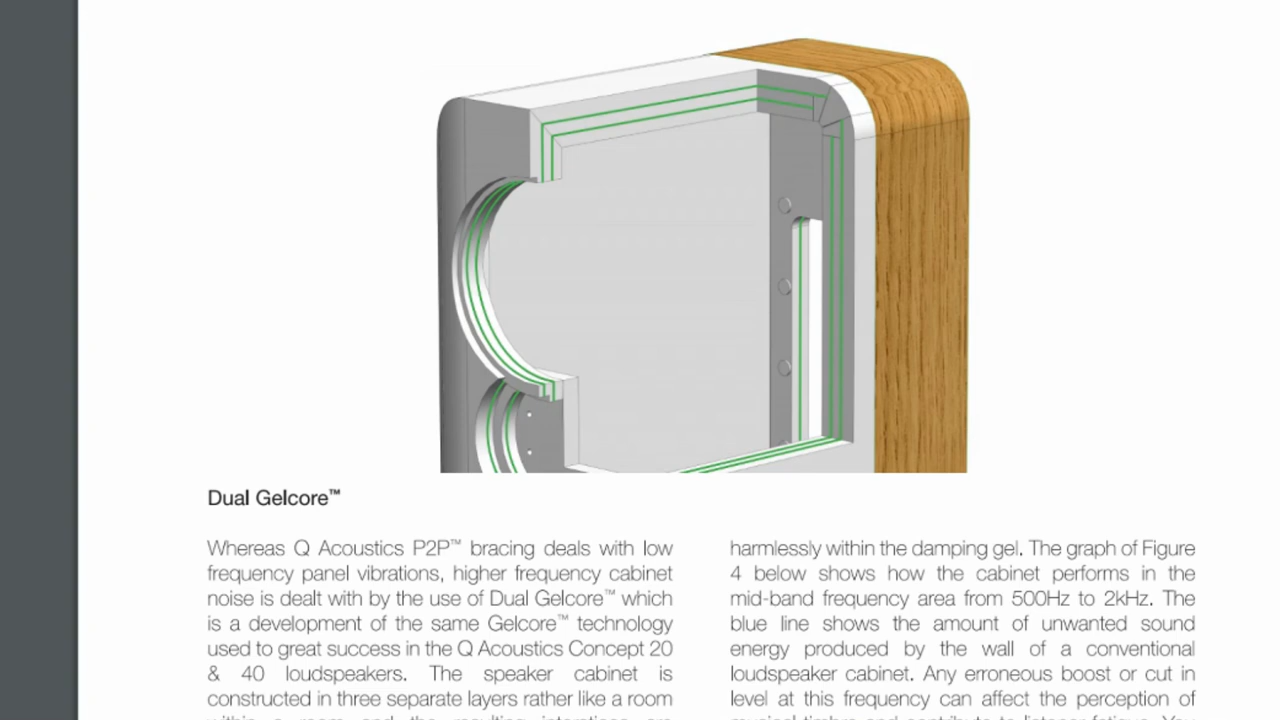 Dual Gelcore™
Whereas Q Acoustics P2P™ bracing deals with low
frequency panel vibrations, higher frequency cabinet
noise is dealt with by the use of Dual Gelcore™ which
is a development of the same Gelcore™ technology
used to great success in the Q Acoustics Concept 20
& 40 loudspeakers. The speaker cabinet is
constructed in three separate layers rather like a room
harmlessly within the damping gel. The graph of Figure
4 below shows how the cabinet performs in the
mid-band frequency area from 500Hz to 2kHz. The
blue line shows the amount of unwanted sound
energy produced by the wall of a conventional
loudspeaker cabinet. Any erroneous boost or cut in
level at this frequency can affect the perception of